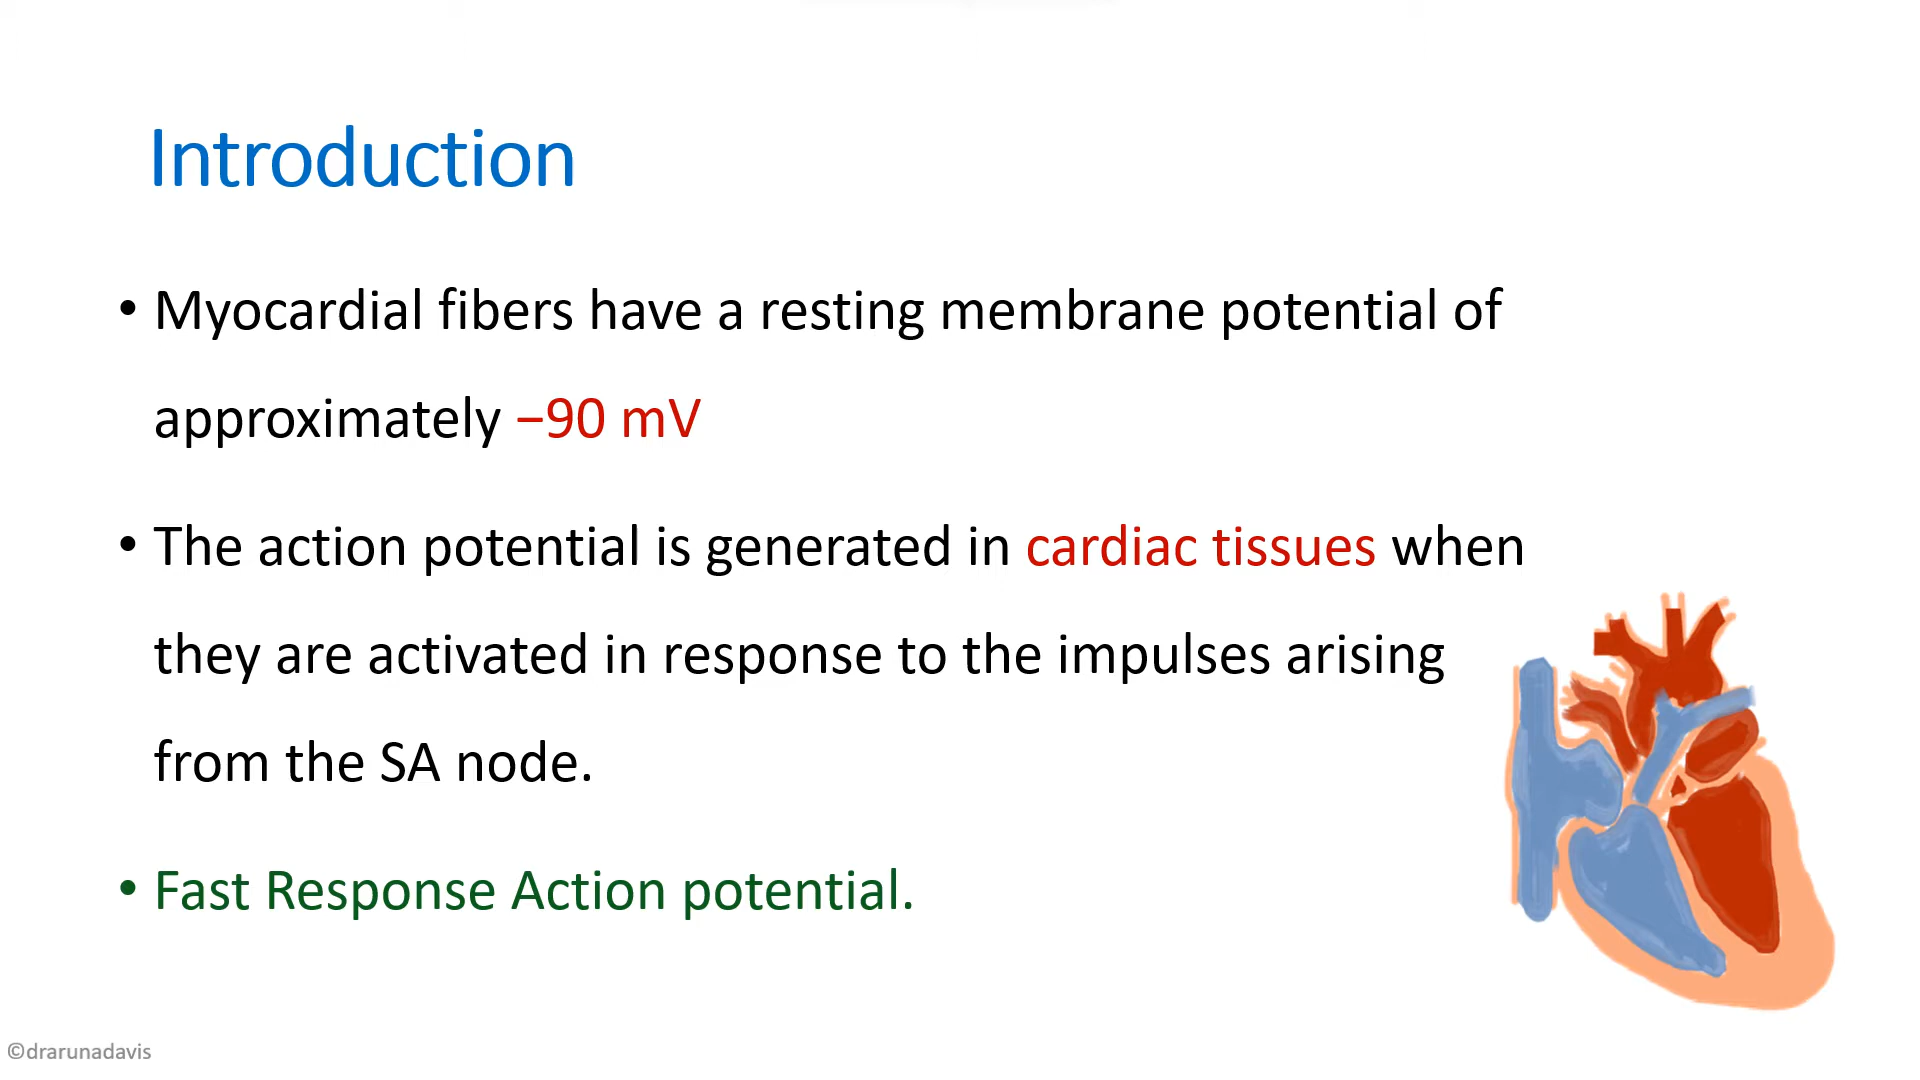 Introduction
• Myocardial fibers have a resting membrane potential of
approximately –90 mV
• The action potential is generated in cardiac tissues when
they are activated in response to the impulses arising
from the SA node.
• Fast Response Action potential.
©drarunadavis